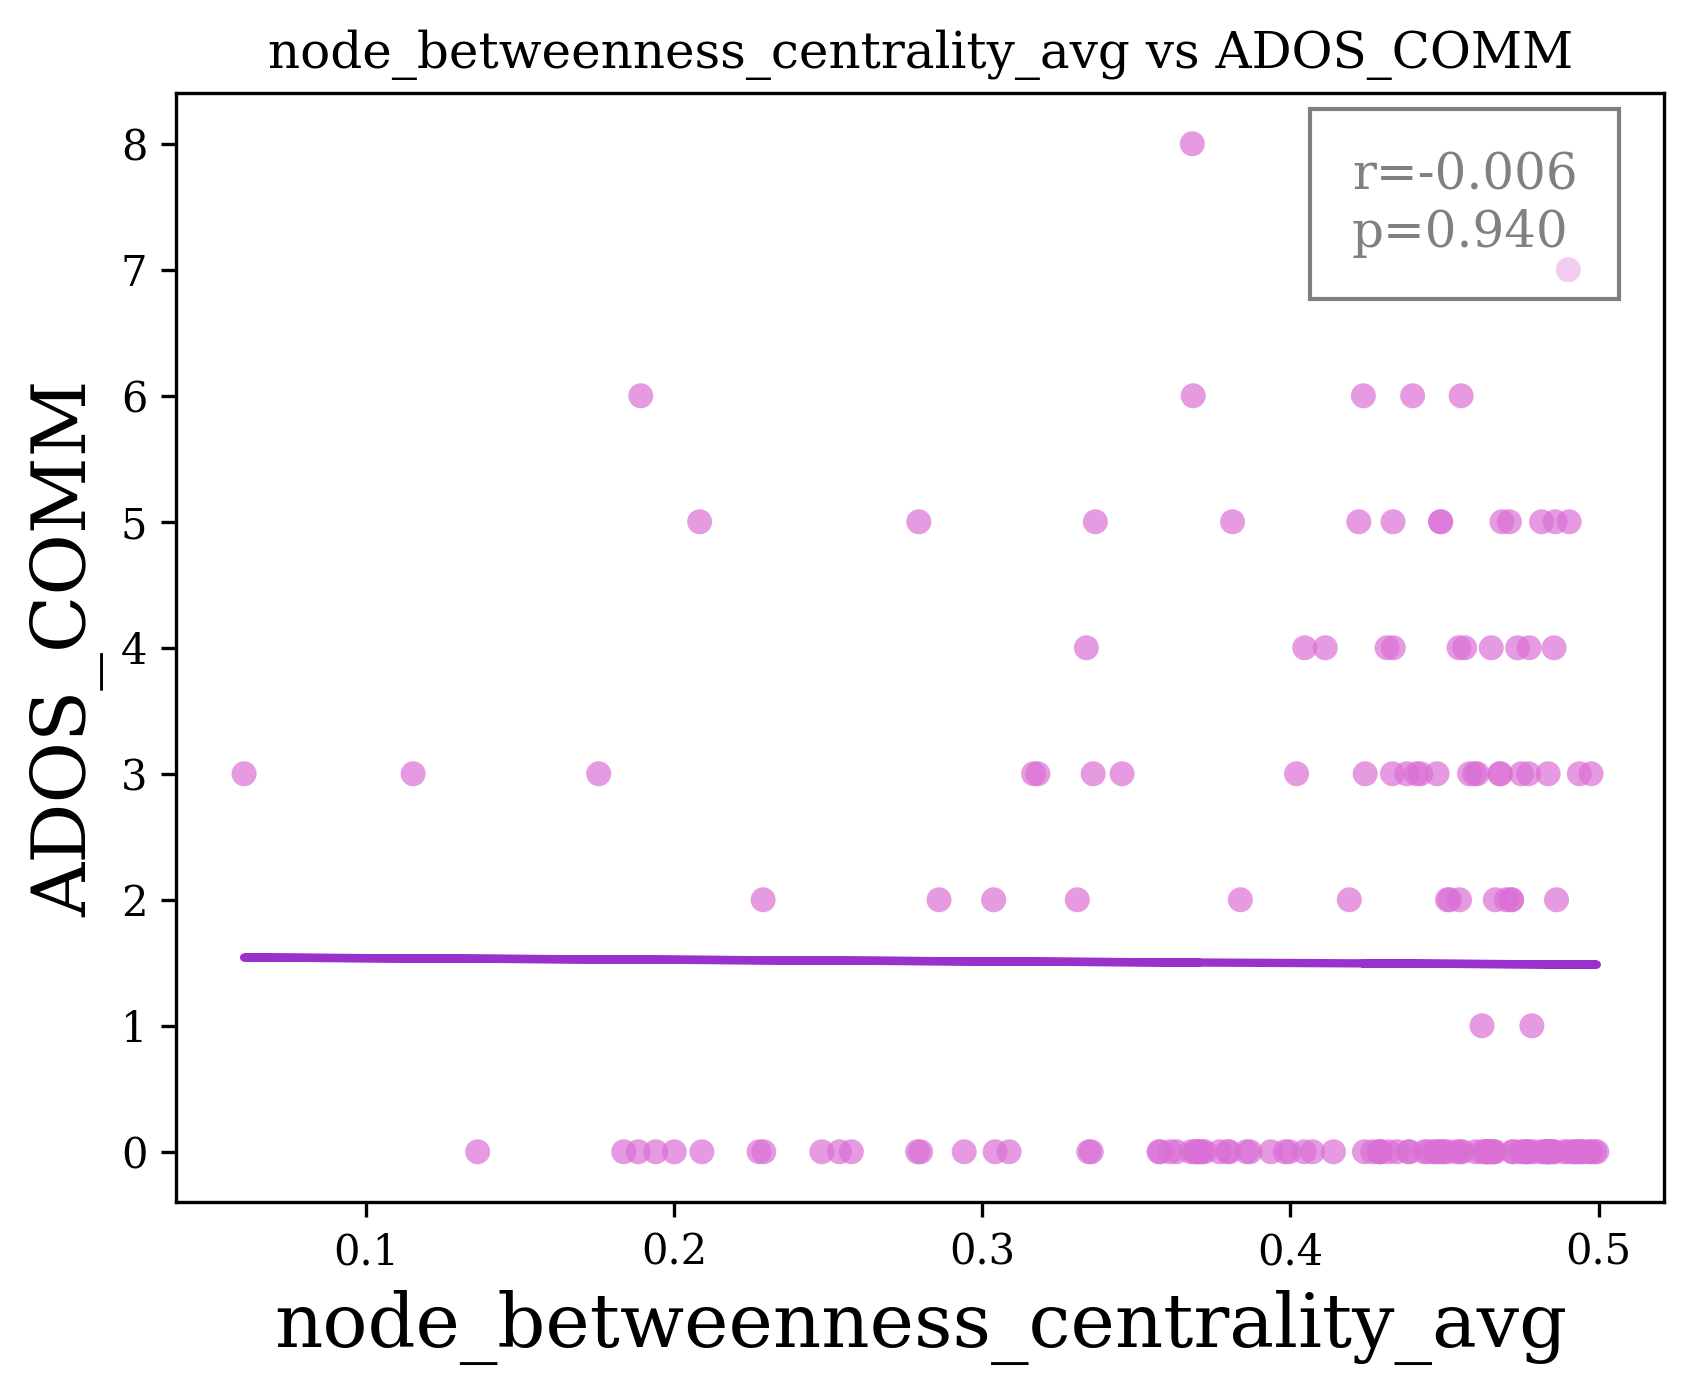 node_betweenness_centrality_avg vs ADOS_COMM
r=-0.006
p=0.940
ADOS_COMM
8
7
6
5
4
3
2
1
0
0.1 0.2 0.3 0.4 0.5
node_betweenness_centrality_avg